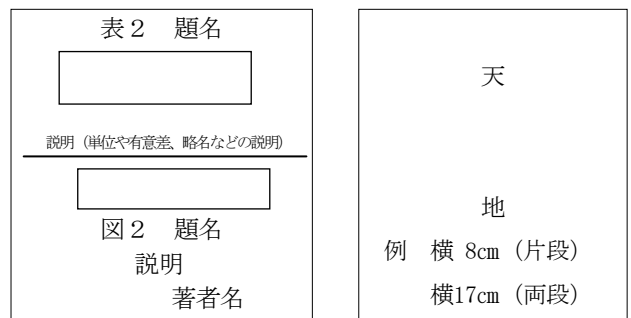 表２　題名
説明（単位や有意差、略名などの説明）
図２　題名
説明
著者名
天
地
例　横 8cm（片段）
横17cm（両段）